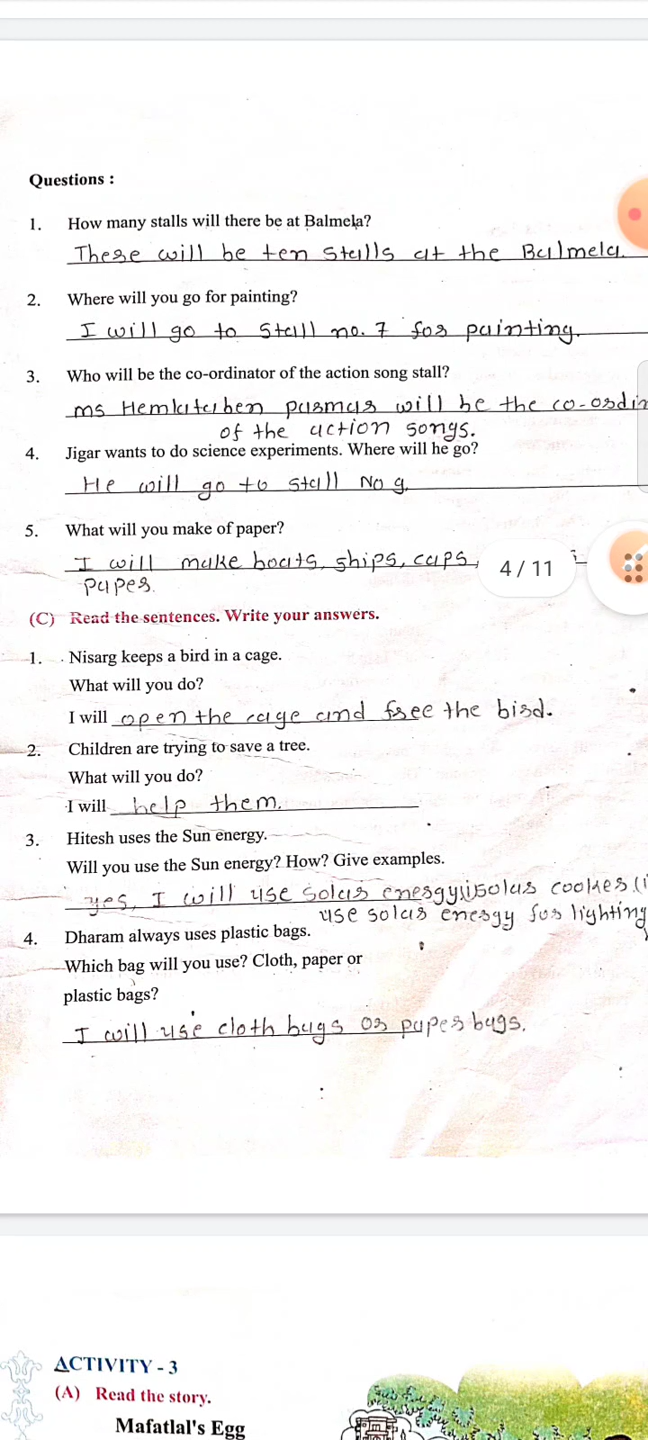 Questions :
1. How many stalls will there be at Balmela?
There will be ten stalls at the Balmela.
2. Where will you go for painting?
I will go to Stall no. 7 for painting.
3. Who will be the co-ordinator of the action song stall?
ms Hemlataben parmar will be the co-ordin
of the action songs.
4. Jigar wants to do science experiments. Where will he go?
He will go to stall No 9.
5. What will you make of paper?
I will make boats, ships, caps,
paper.
4 / 11
(C) Read the sentences. Write your answers.
1. Nisarg keeps a bird in a cage.
What will you do?
I will open the cage and free the bird.
2. Children are trying to save a tree.
What will you do?
I will help them.
3. Hitesh uses the Sun energy.
Will you use the Sun energy? How? Give examples.
yes, I will use solar energy, solar cooker
use solar energy for lighting
4. Dharam always uses plastic bags.
Which bag will you use? Cloth, paper or
plastic bags?
I will use cloth bags or paper bags.
ACTIVITY - 3
(A) Read the story.
Mafatlal's Egg